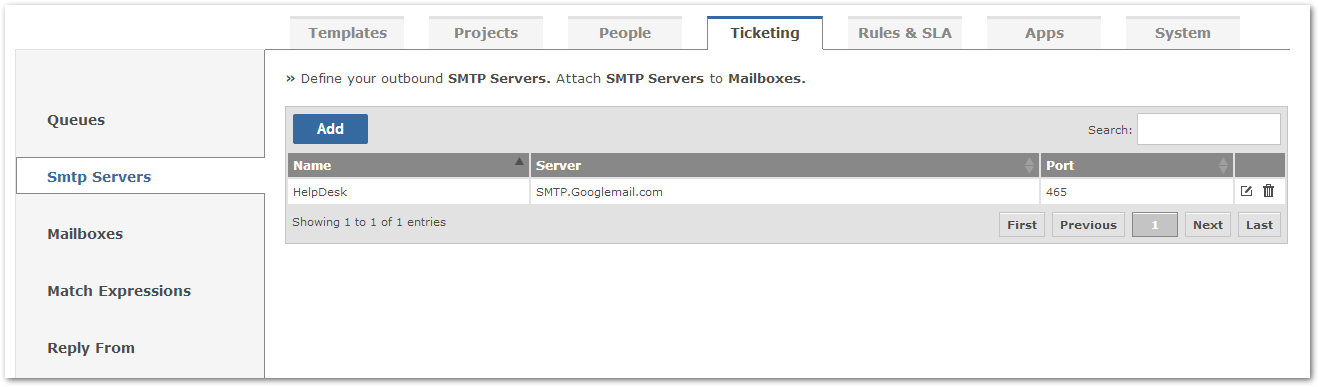 Templates Projects People Ticketing Rules & SLA Apps System
» Define your outbound SMTP Servers. Attach SMTP Servers to Mailboxes.
Queues
Smtp Servers
Mailboxes
Match Expressions
Reply From
Add Search:
Name Server Port
HelpDesk SMTP.Googlemail.com 465
Showing 1 to 1 of 1 entries First Previous 1 Next Last